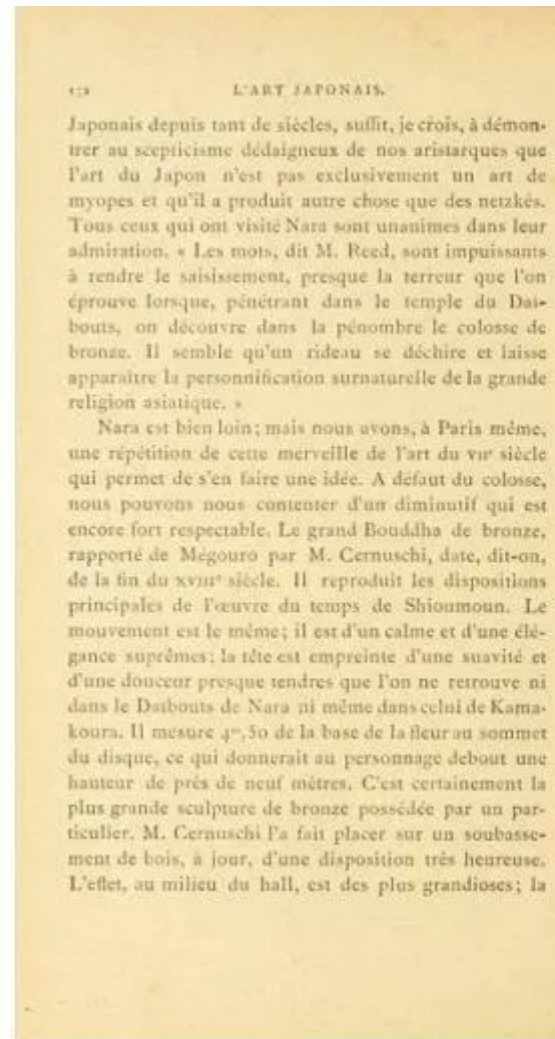 172 L'ART JAPONAIS.
Japonais depuis tant de siècles, suffit, je crois, à démon-
trer au scepticisme dédaigneux de nos aristarques que
l'art du Japon n'est pas exclusivement un art de
myopes et qu'il a produit autre chose que des netzkés.
Tous ceux qui ont visité Nara sont unanimes dans leur
admiration. « Les mots, dit M. Reed, sont impuissants
à rendre le saisissement, presque la terreur que l'on
éprouve lorsque, pénétrant dans le temple du Daï-
bouts, on découvre dans la pénombre le colosse de
bronze. Il semble qu'un rideau se déchire et laisse
apparaître la personnification surnaturelle de la grande
religion asiatique. »
Nara est bien loin; mais nous avons, à Paris même,
une répétition de cette merveille de l'art du VIIIe siècle
qui permet de s'en faire une idée. A défaut du colosse,
nous pouvons nous contenter d'un diminutif qui est
encore fort respectable. Le grand Bouddha de bronze,
rapporté de Mégouro par M. Cernuschi, date, dit-on,
de la fin du XVIIIe siècle. Il reproduit les dispositions
principales de l'œuvre du temps de Shioumoun. Le
mouvement est le même; il est d'un calme et d'une élé-
gance suprêmes; la tête est empreinte d'une suavité et
d'une douceur presque tendres que l'on ne retrouve ni
dans le Daïbouts de Nara ni même dans celui de Kama-
koura. Il mesure 4m,50 de la base de la fleur au sommet
du disque, ce qui donnerait au personnage debout une
hauteur de près de neuf mètres. C'est certainement la
plus grande sculpture de bronze possédée par un par-
ticulier. M. Cernuschi l'a fait placer sur un soubasse-
ment de bois, à jour, d'une disposition très heureuse.
L'effet, au milieu du hall, est des plus grandioses; la